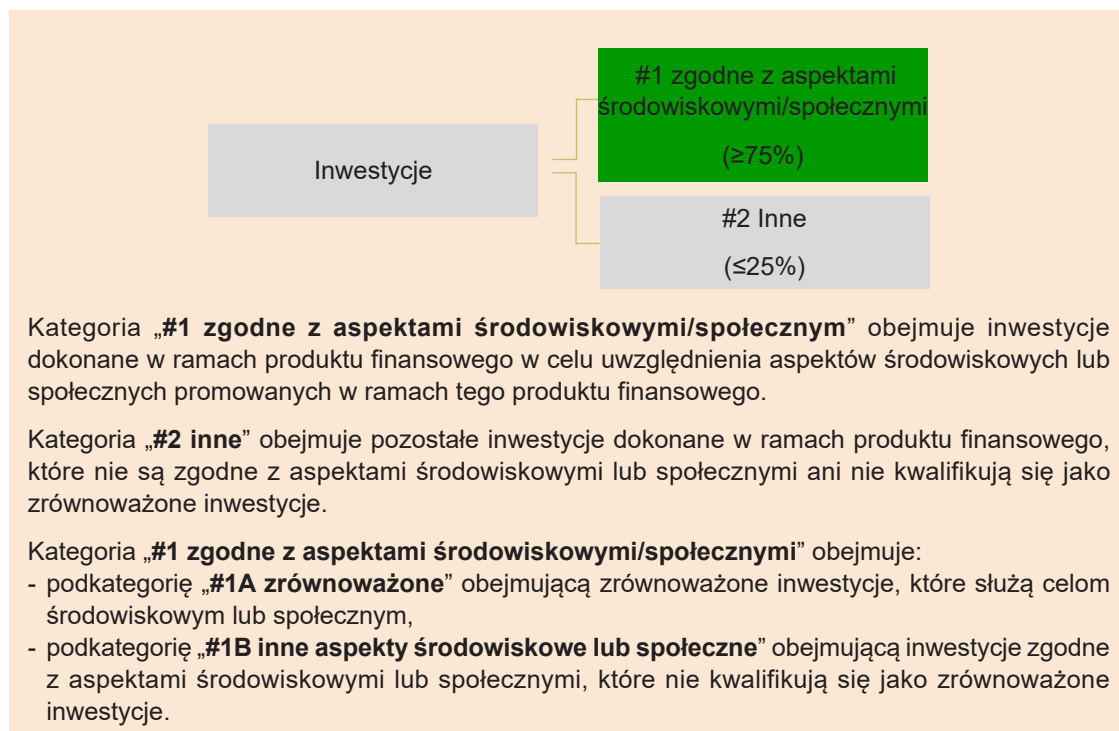 #1 zgodne z aspektami
środowiskowymi/społecznymi
(≥75%)
Inwestycje
#2 Inne
(≤25%)
Kategoria „#1 zgodne z aspektami środowiskowymi/społecznym” obejmuje inwestycje
dokonane w ramach produktu finansowego w celu uwzględnienia aspektów środowiskowych lub
społecznych promowanych w ramach tego produktu finansowego.
Kategoria „#2 inne” obejmuje pozostałe inwestycje dokonane w ramach produktu finansowego,
które nie są zgodne z aspektami środowiskowymi lub społecznymi ani nie kwalifikują się jako
zrównoważone inwestycje.
Kategoria „#1 zgodne z aspektami środowiskowymi/społecznymi” obejmuje:
- podkategorię „#1A zrównoważone” obejmującą zrównoważone inwestycje, które służą celom
środowiskowym lub społecznym,
- podkategorię „#1B inne aspekty środowiskowe lub społeczne” obejmującą inwestycje zgodne
z aspektami środowiskowymi lub społecznymi, które nie kwalifikują się jako zrównoważone
inwestycje.